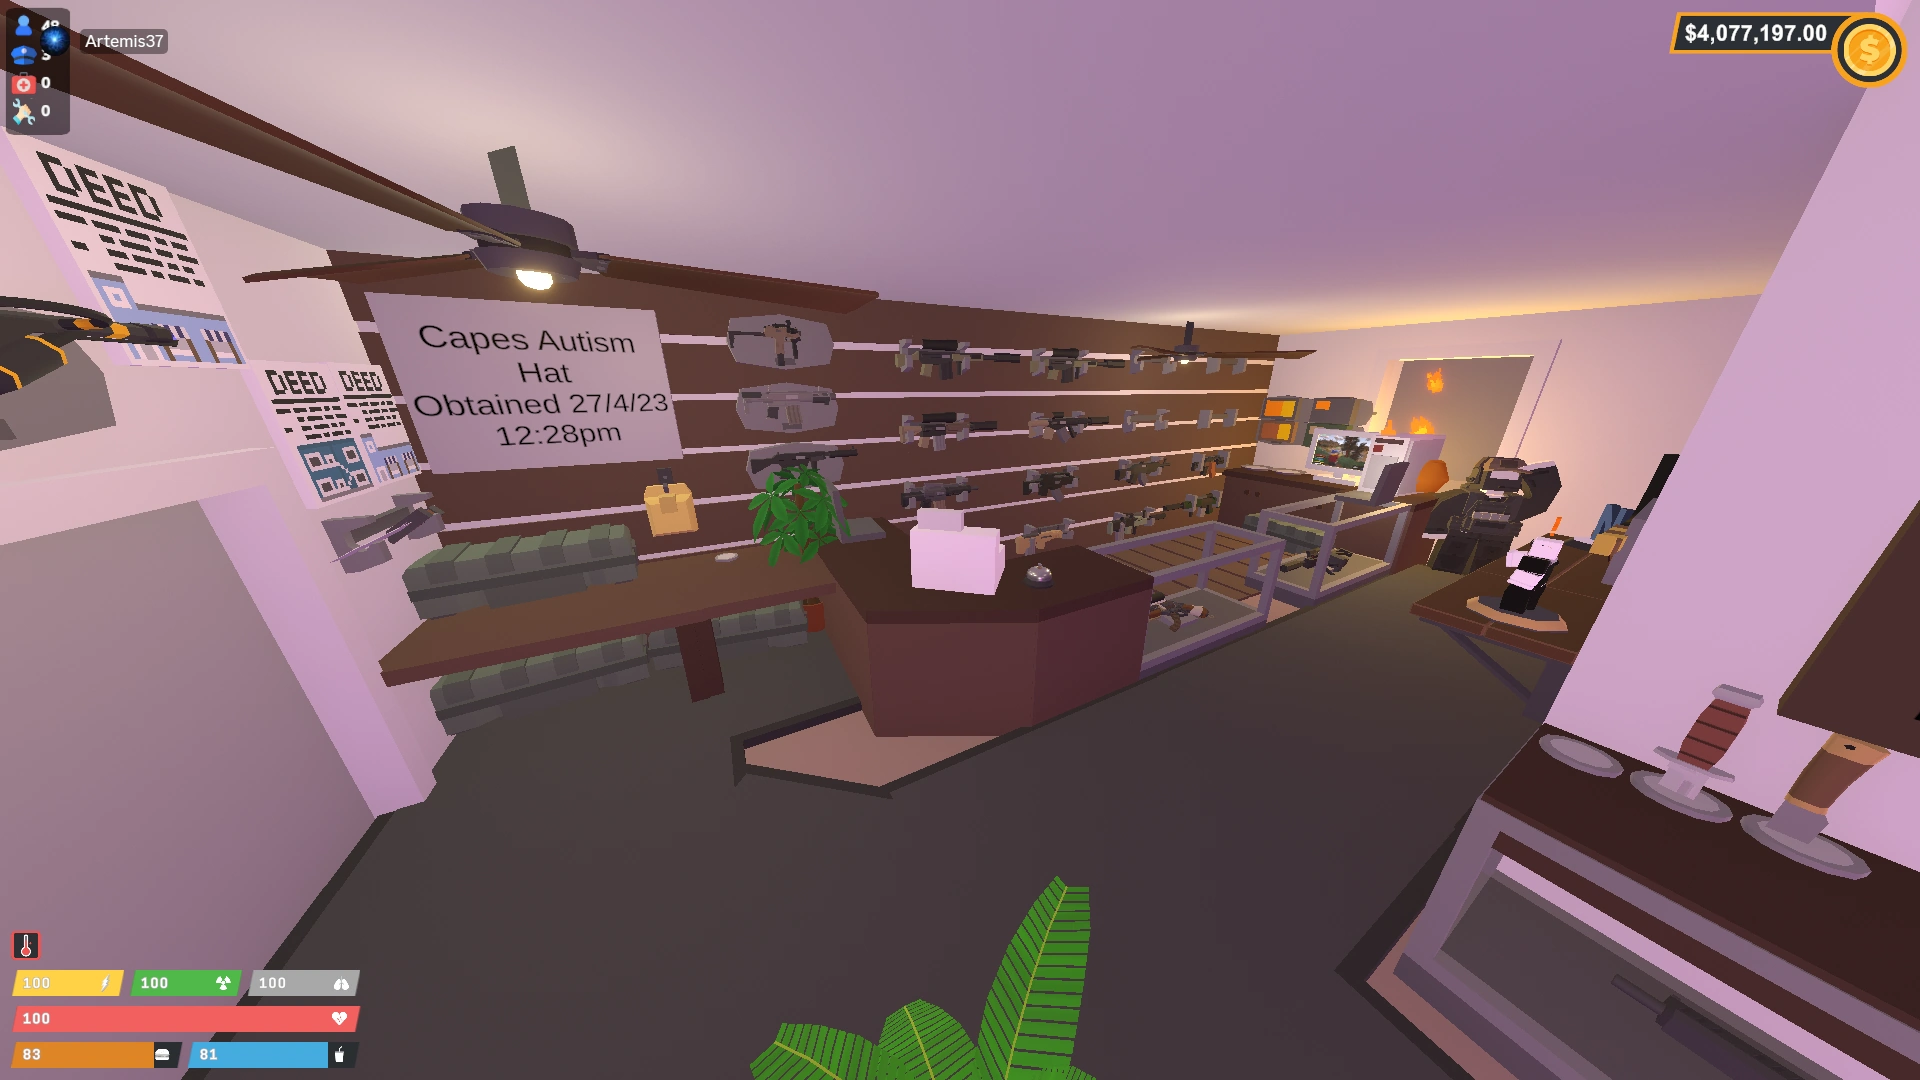 Artemis37
3
0
0
$4,077,197.00
DEED
DEED DEED
Capes Autism
Hat
Obtained 27/4/23
12:28pm
100
100
100
100
83
81